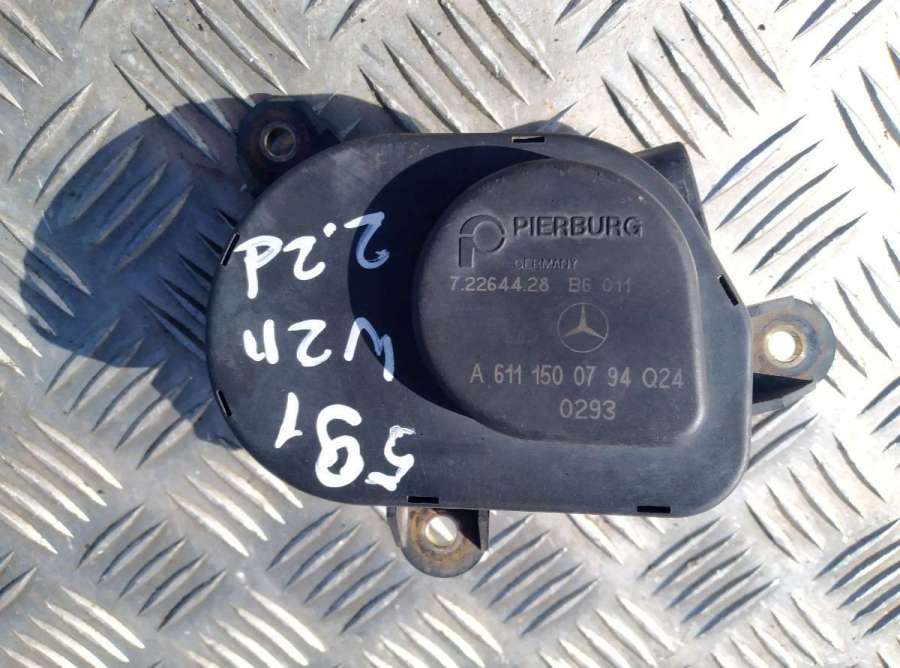 PIERBURG
GERMANY
7.22644.28 B6 011
A 611 150 07 94 Q24
0293
2.2d
W211
591